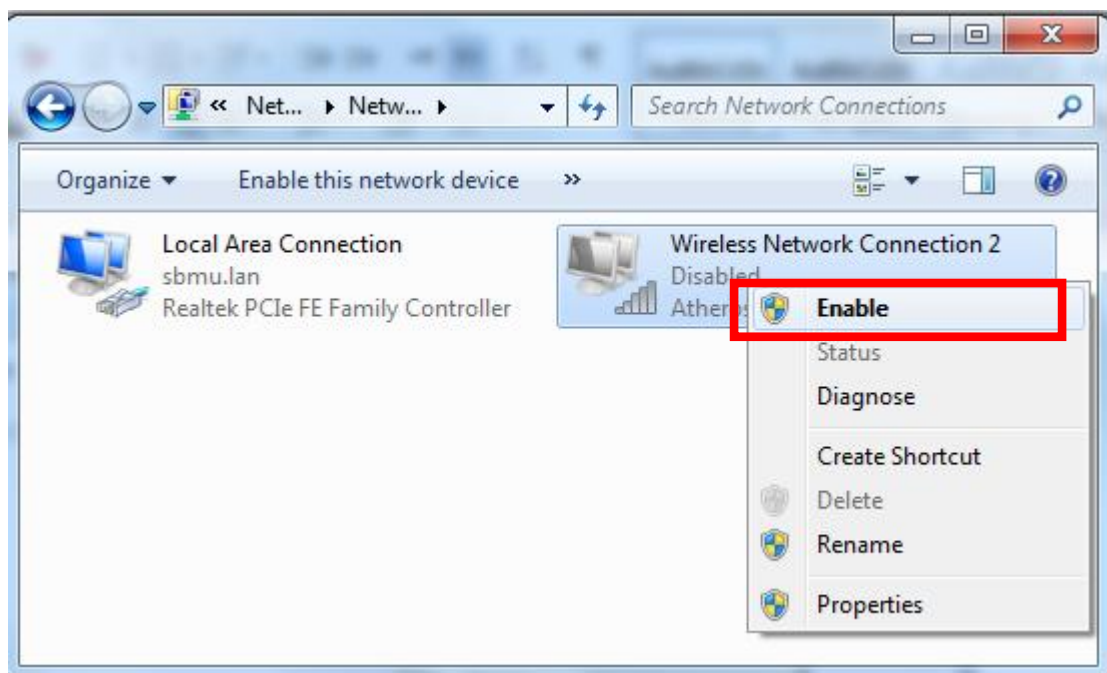 « Net... Netw...
Search Network Connections
Organize Enable this network device »
Local Area Connection
sbmu.lan
Realtek PCIe FE Family Controller
Wireless Network Connection 2
Disabled
Atheros
Enable
Status
Diagnose
Create Shortcut
Delete
Rename
Properties